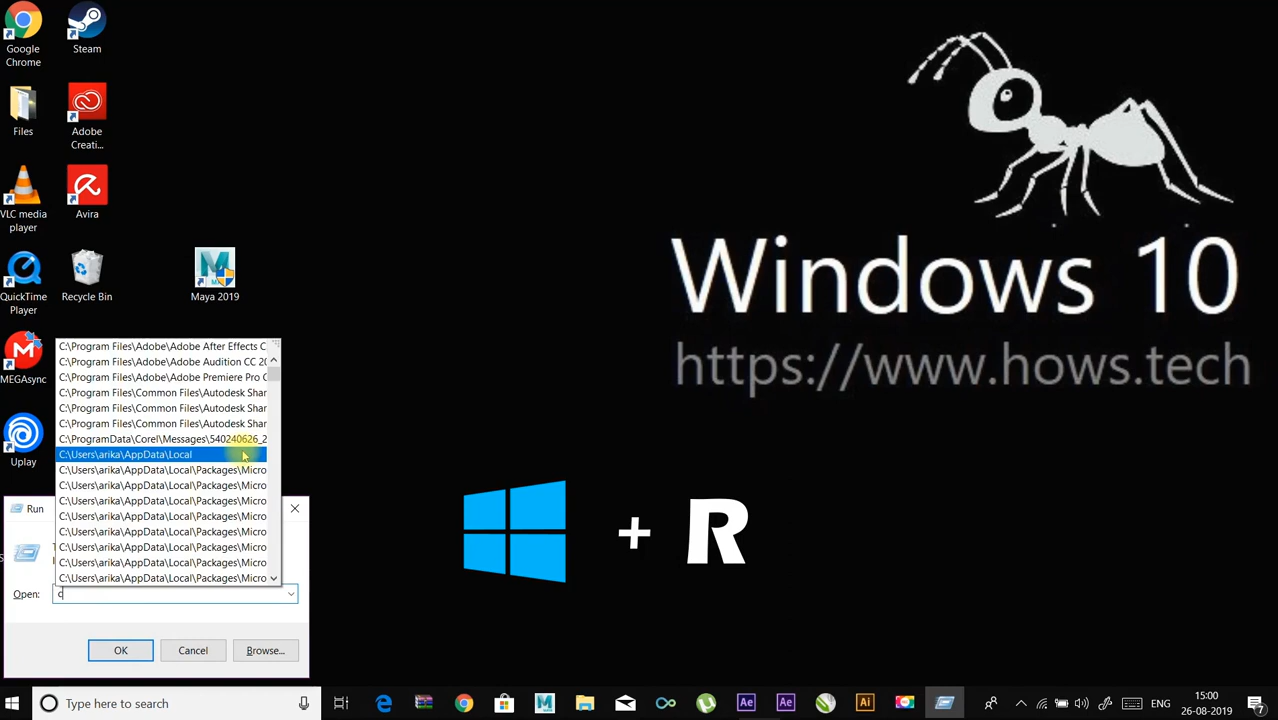 Google
Chrome
Steam
Files
Adobe
Creati...
VLC media
player
Avira
QuickTime
Player
Recycle Bin
Maya 2019
MEGAsync
Uplay
Windows 10
https://www.hows.tech
C:\Program Files\Adobe\Adobe After Effects C
C:\Program Files\Adobe\Adobe Audition CC 20
C:\Program Files\Adobe\Adobe Premiere Pro C
C:\Program Files\Common Files\Autodesk Shar
C:\Program Files\Common Files\Autodesk Shar
C:\Program Files\Common Files\Autodesk Shar
C:\ProgramData\Corel\Messages\540240626_2
C:\Users\arika\AppData\Local
C:\Users\arika\AppData\Local\Packages\Micro
C:\Users\arika\AppData\Local\Packages\Micro
C:\Users\arika\AppData\Local\Packages\Micro
C:\Users\arika\AppData\Local\Packages\Micro
C:\Users\arika\AppData\Local\Packages\Micro
C:\Users\arika\AppData\Local\Packages\Micro
C:\Users\arika\AppData\Local\Packages\Micro
C:\Users\arika\AppData\Local\Packages\Micro
Run
Open: c
OK Cancel Browse...
+ R
Type here to search
Ae Ae Ai
ENG
15:00
26-08-2019
7